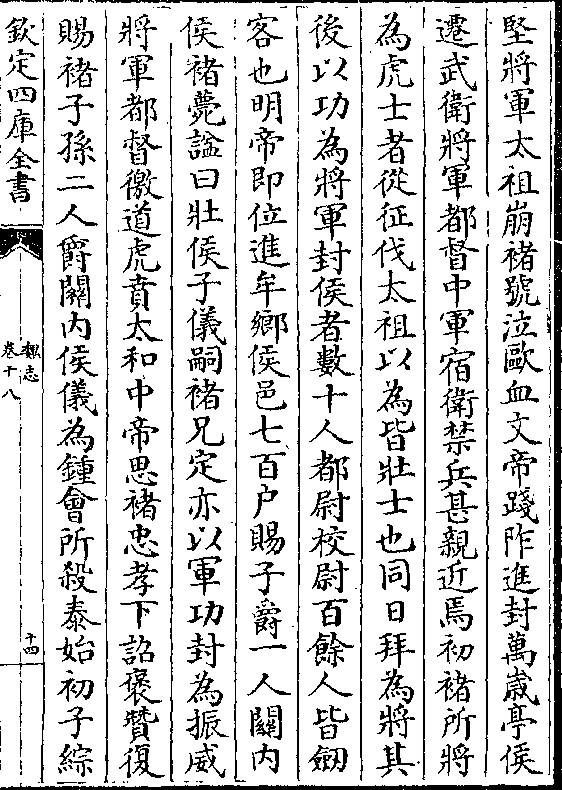 堅將軍太祖崩褚號泣歐血文帝踐阼進封萬歲亭侯
遷武衛將軍都督中軍宿衛禁兵甚親近焉初褚所將
為虎士者從征伐太祖以為皆壯士也同日拜為將其
後以功為將軍封侯者數十人都尉校尉百餘人皆劒
客也明帝即位進牟鄉侯邑七百户賜子爵一人關内
侯褚薨諡曰壯侯子儀嗣褚兄定亦以軍功封為振威
將軍都督徼道虎賁太和中帝思褚忠孝下詔褒贊復
賜褚子孫二人爵關内侯儀為鍾會所殺泰始初子綜
欽定四庫全書
魏志
卷十八
十四